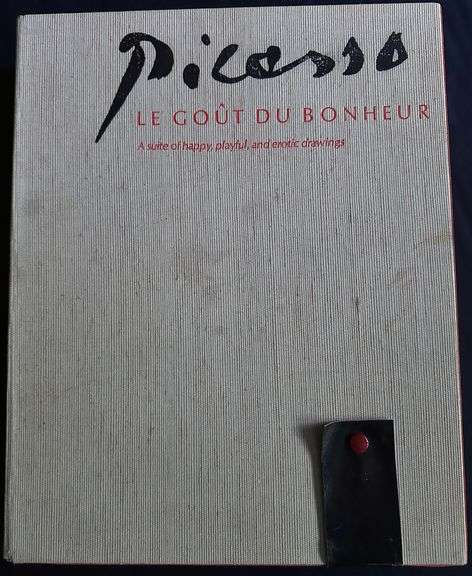 Picasso
LE GOÛT DU BONHEUR
A suite of happy, playful, and erotic drawings